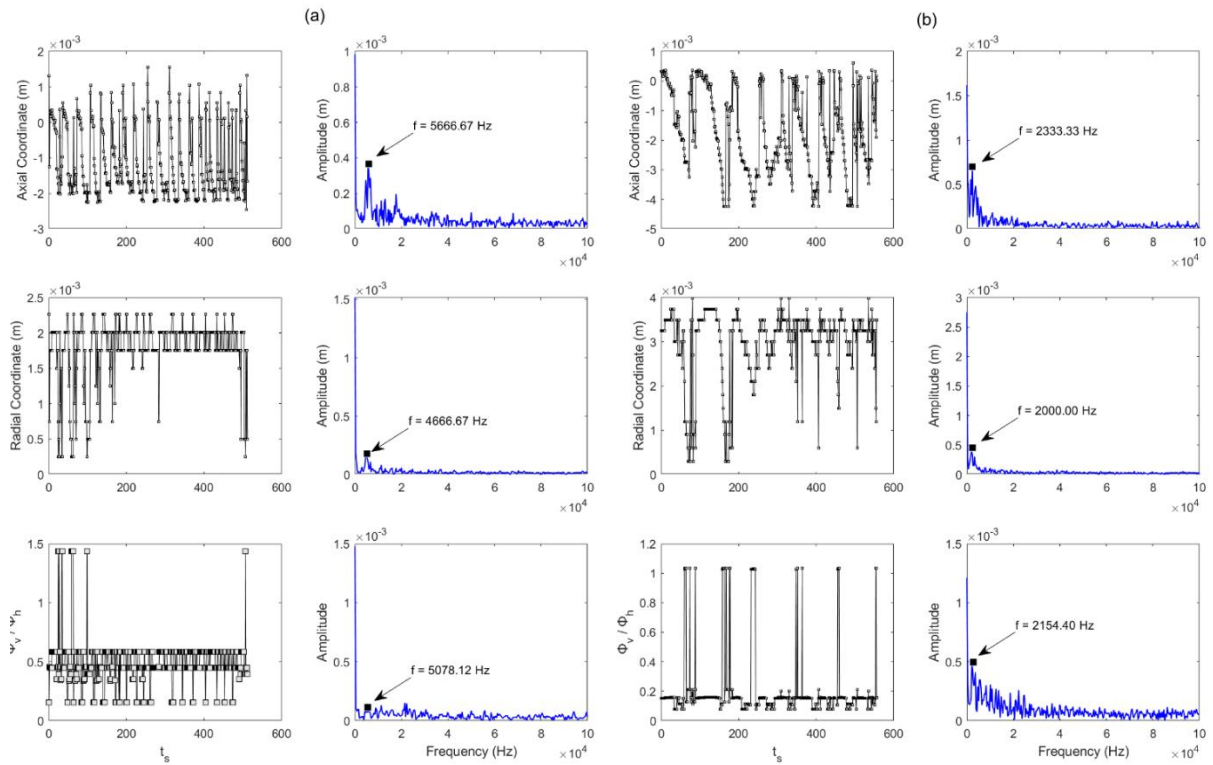 (a)
×10⁻³
Axial Coordinate (m)
2
1
0
-1
-2
-3
0 200 400 600
×10⁻³
Amplitude (m)
1
0.8
0.6
0.4
0.2
0
f = 5666.67 Hz
0 2 4 6 8 10
×10⁴
×10⁻³
Radial Coordinate (m)
2.5
2
1.5
1
0.5
0
0 200 400 600
×10⁻³
Amplitude (m)
1.5
1
0.5
0
f = 4666.67 Hz
0 2 4 6 8 10
×10⁴
Φ_v / Φ_h
1.5
1
0.5
0
0 200 400 600
t_s
×10⁻³
Amplitude
1.5
1
0.5
0
f = 5078.12 Hz
0 2 4 6 8 10
×10⁴
Frequency (Hz)
(b)
×10⁻³
Axial Coordinate (m)
1
0
-1
-2
-3
-4
-5
0 200 400 600
×10⁻³
Amplitude (m)
2
1.5
1
0.5
0
f = 2333.33 Hz
0 2 4 6 8 10
×10⁴
×10⁻³
Radial Coordinate (m)
4
3
2
1
0
0 200 400 600
×10⁻³
Amplitude (m)
3
2.5
2
1.5
1
0.5
0
f = 2000.00 Hz
0 2 4 6 8 10
×10⁴
Φ_v / Φ_h
1.2
1
0.8
0.6
0.4
0.2
0
0 200 400 600
t_s
×10⁻³
Amplitude
1.5
1
0.5
0
f = 2154.40 Hz
0 2 4 6 8 10
×10⁴
Frequency (Hz)